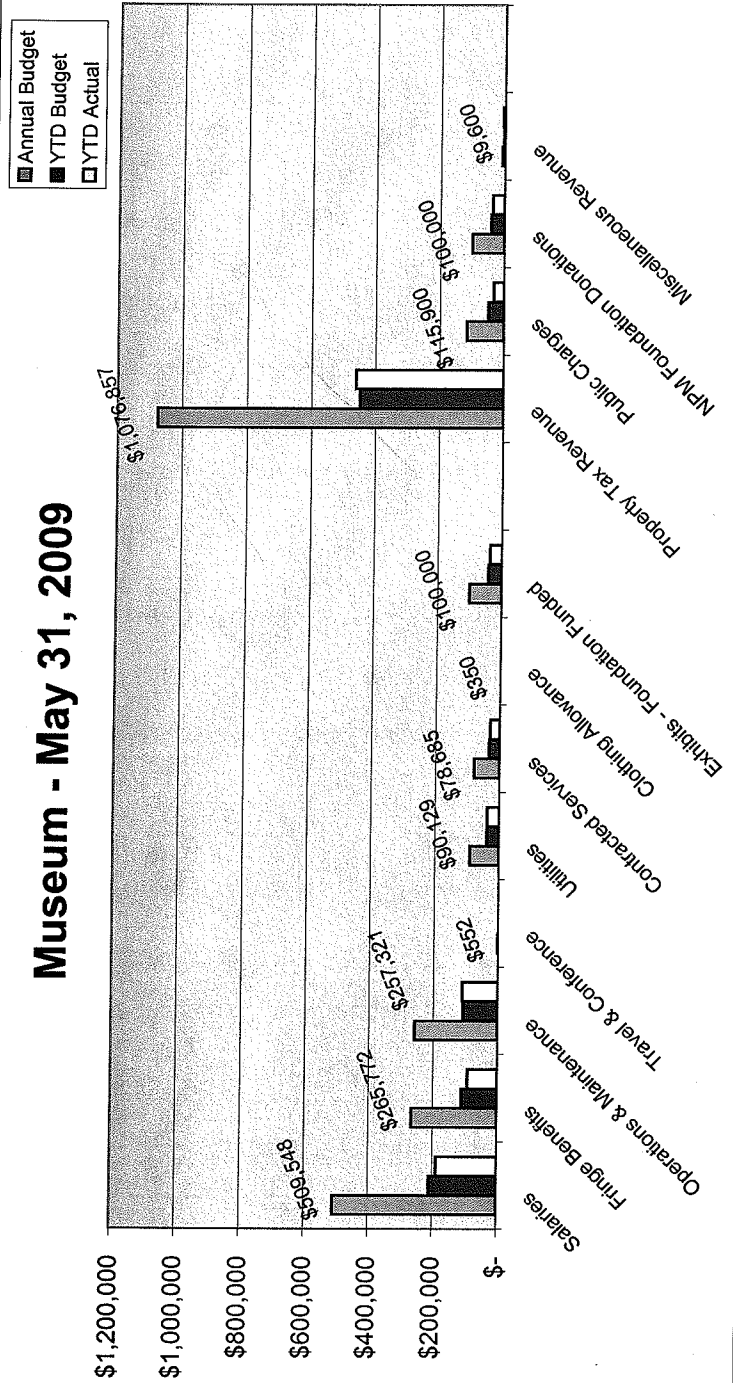 Museum - May 31, 2009
Annual Budget
YTD Budget
YTD Actual
$1,200,000
$1,000,000
$800,000
$600,000
$400,000
$200,000
$-
$509,548
$265,772
$257,321
$552
$90,129
$78,685
$350
$100,000
$1,076,857
$115,900
$100,000
$9,600
Salaries
Fringe Benefits
Operations & Maintenance
Travel & Conference
Utilities
Contracted Services
Clothing Allowance
Exhibits - Foundation Funded
Property Tax Revenue
Public Charges
NPM Foundation Donations
Miscellaneous Revenue